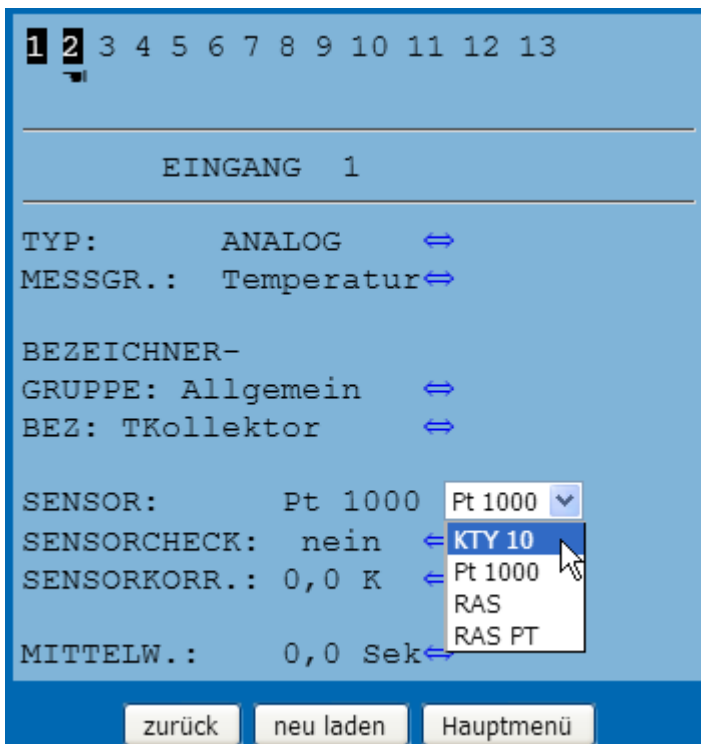 1 2 3 4 5 6 7 8 9 10 11 12 13
EINGANG 1
TYP: ANALOG ⇔
MESSGR.: Temperatur⇔
BEZEICHNER-
GRUPPE: Allgemein ⇔
BEZ: TKollektor ⇔
SENSOR: Pt 1000 Pt 1000
SENSORCHECK: nein ⇔ KTY 10
SENSORKORR.: 0,0 K ⇔ Pt 1000
RAS
RAS PT
MITTELW.: 0,0 Sek⇔
zurück neu laden Hauptmenü